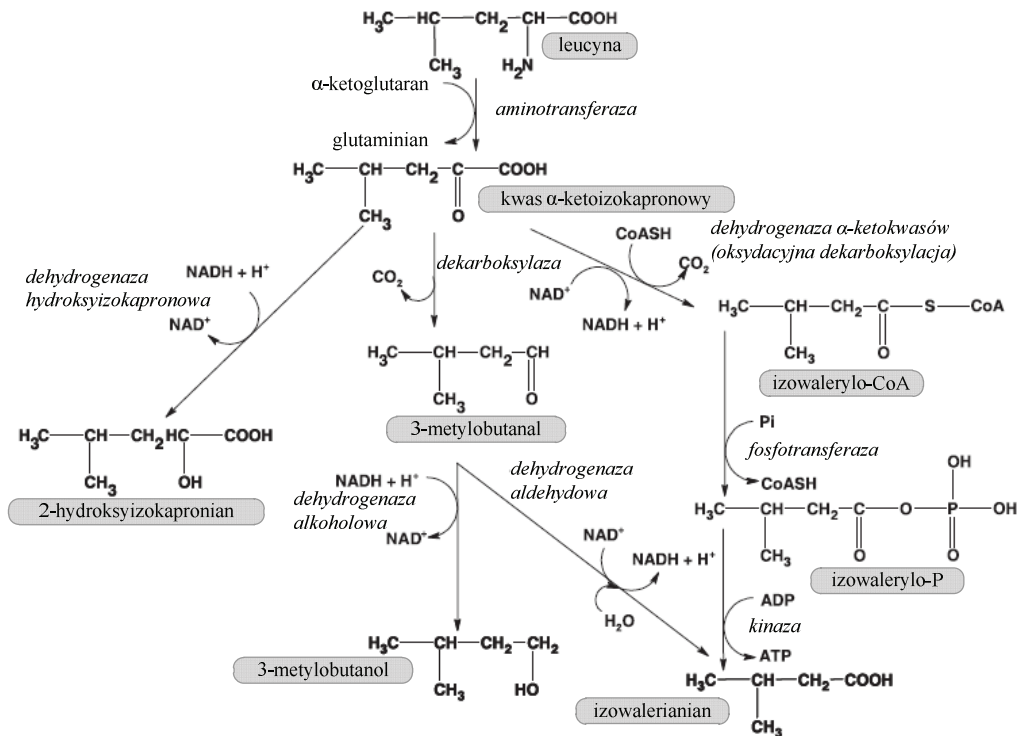 H₃C—HC—CH₂—CH—COOH
CH₃ H₂N
leucyna
α-ketoglutaran
aminotransferaza
glutaminian
H₃C—CH—CH₂—C—COOH
CH₃ O
kwas α-ketoizokapronowy
dehydrogenaza
hydroksyizokapronowa
NADH + H⁺
NAD⁺
CO₂
dekarboksylaza
CoASH
CO₂
NAD⁺
NADH + H⁺
dehydrogenaza α-ketokwasów
(oksydacyjna dekarboksylacja)
H₃C—CH—CH₂—C—S—CoA
CH₃ O
izowalerylo-CoA
H₃C—CH—CH₂—CH
CH₃ O
3-metylobutanal
H₃C—CH—CH₂HC—COOH
CH₃ OH
2-hydroksyizokapronian
Pi
fosfotransferaza
CoASH
NADH + H⁺
dehydrogenaza
alkoholowa
NAD⁺
dehydrogenaza
aldehydowa
NAD⁺
NADH + H⁺
H₂O
OH
H₃C—CH—CH₂—C—O—P—OH
CH₃ O O
izowalerylo-P
ADP
kinaza
ATP
H₃C—CH—CH₂—CH₂
CH₃ HO
3-metylobutanol
H₃C—CH—CH₂—COOH
CH₃
izowalerianian